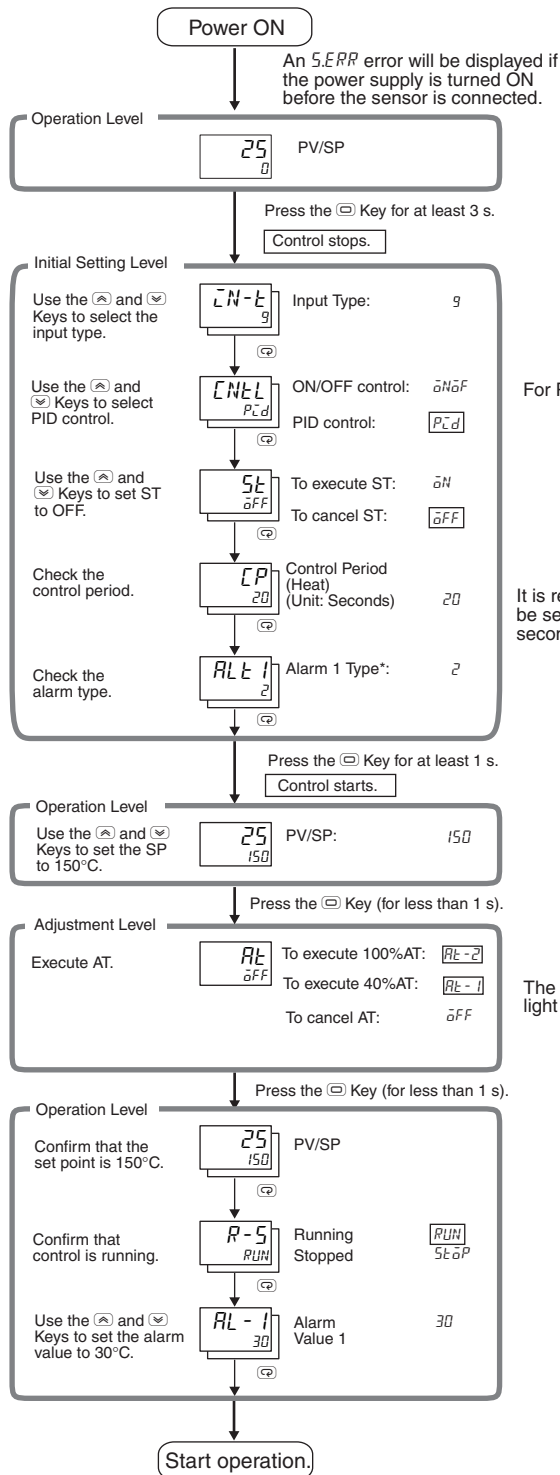 Power ON
An S.ERR error will be displayed if
the power supply is turned ON
before the sensor is connected.
Operation Level
25
0
PV/SP
Press the Key for at least 3 s.
Control stops.
Initial Setting Level
Use the and
Keys to select the
input type.
IN-t
9
Input Type: 9
Use the and
Keys to select
PID control.
CNtL
PId
ON/OFF control: oNoF
PID control: PId
For P
Use the and
Keys to set ST
to OFF.
St
oFF
To execute ST: oN
To cancel ST: oFF
Check the
control period.
CP
20
Control Period
(Heat)
(Unit: Seconds) 20
It is re
be se
secor
Check the
alarm type.
ALt1
2
Alarm 1 Type*: 2
Press the Key for at least 1 s.
Control starts.
Operation Level
Use the and
Keys to set the SP
to 150°C.
25
150
PV/SP: 150
Press the Key (for less than 1 s).
Adjustment Level
Execute AT.
At
oFF
To execute 100%AT: At-2
To execute 40%AT: At-1
To cancel AT: oFF
The
light
Press the Key (for less than 1 s).
Operation Level
Confirm that the
set point is 150°C.
25
150
PV/SP
Confirm that
control is running.
R-S
RUN
Running RUN
Stopped StoP
Use the and
Keys to set the alarm
value to 30°C.
AL-1
30
Alarm
Value 1 30
Start operation.